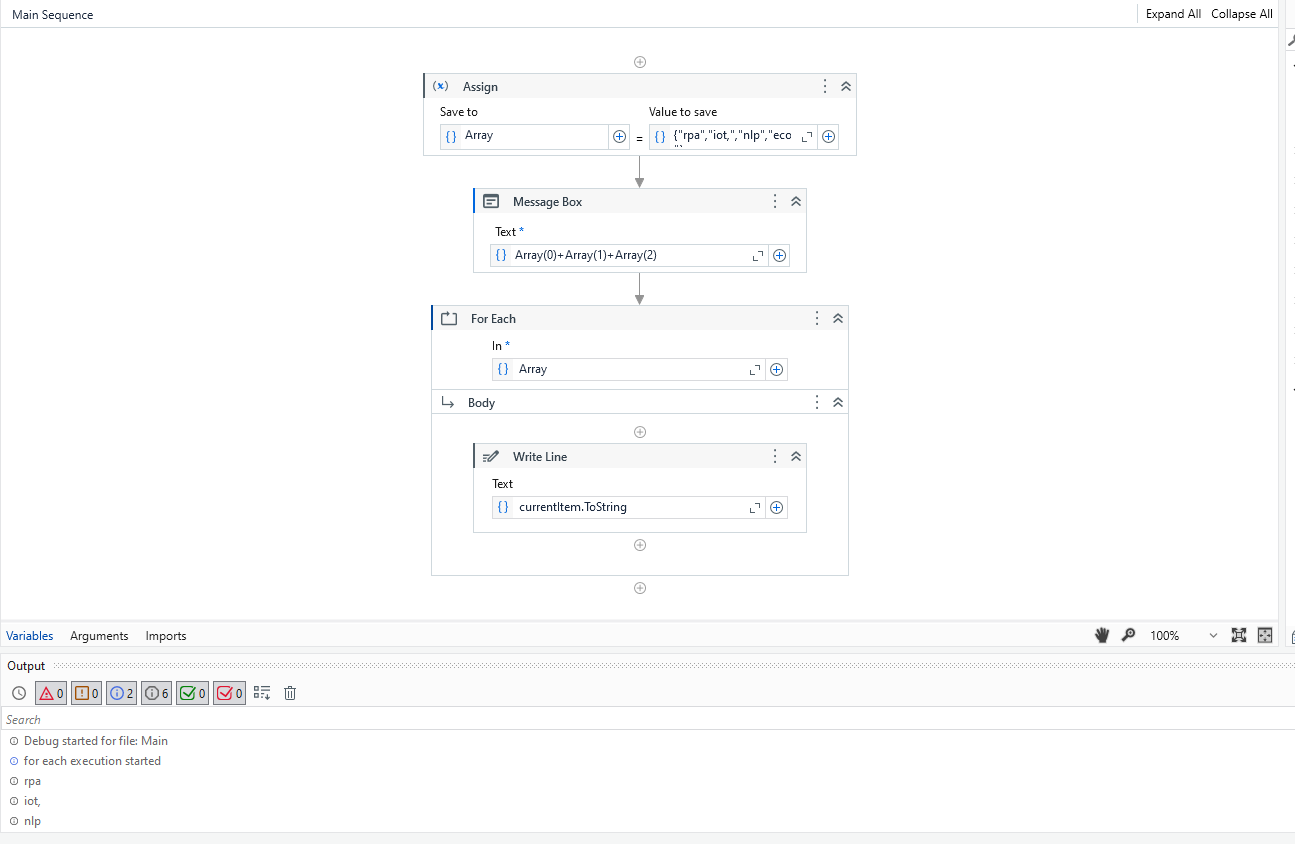 Main Sequence
Expand All Collapse All
(x) Assign
Save to Value to save
{} Array = {} {"rpa","iot,","nlp","eco
Message Box
Text *
{} Array(0)+Array(1)+Array(2)
For Each
In *
{} Array
Body
Write Line
Text
{} currentItem.ToString
Variables Arguments Imports 100%
Output
0 0 2 6 0 0
Search
Debug started for file: Main
for each execution started
rpa
iot,
nlp